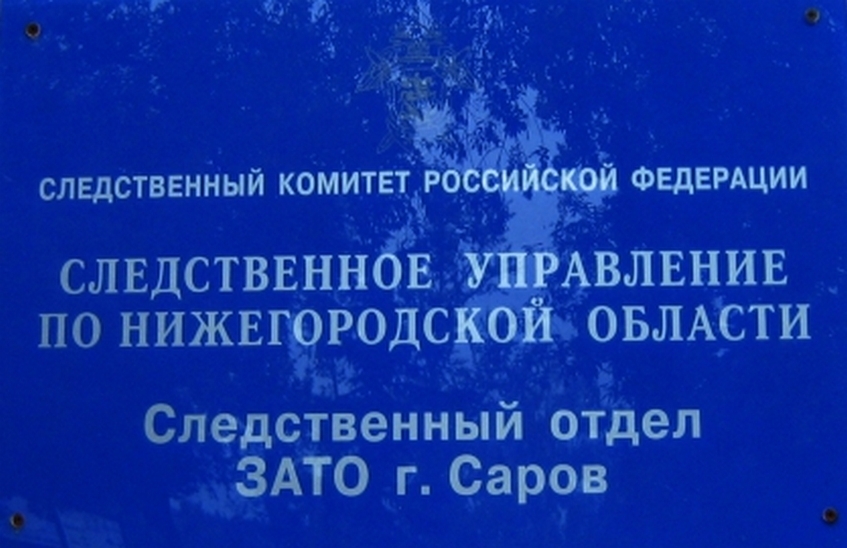 СЛЕДСТВЕННЫЙ КОМИТЕТ РОССИЙСКОЙ ФЕДЕРАЦИИ
СЛЕДСТВЕННОЕ УПРАВЛЕНИЕ
ПО НИЖЕГОРОДСКОЙ ОБЛАСТИ
Следственный отдел
ЗАТО г. Саров